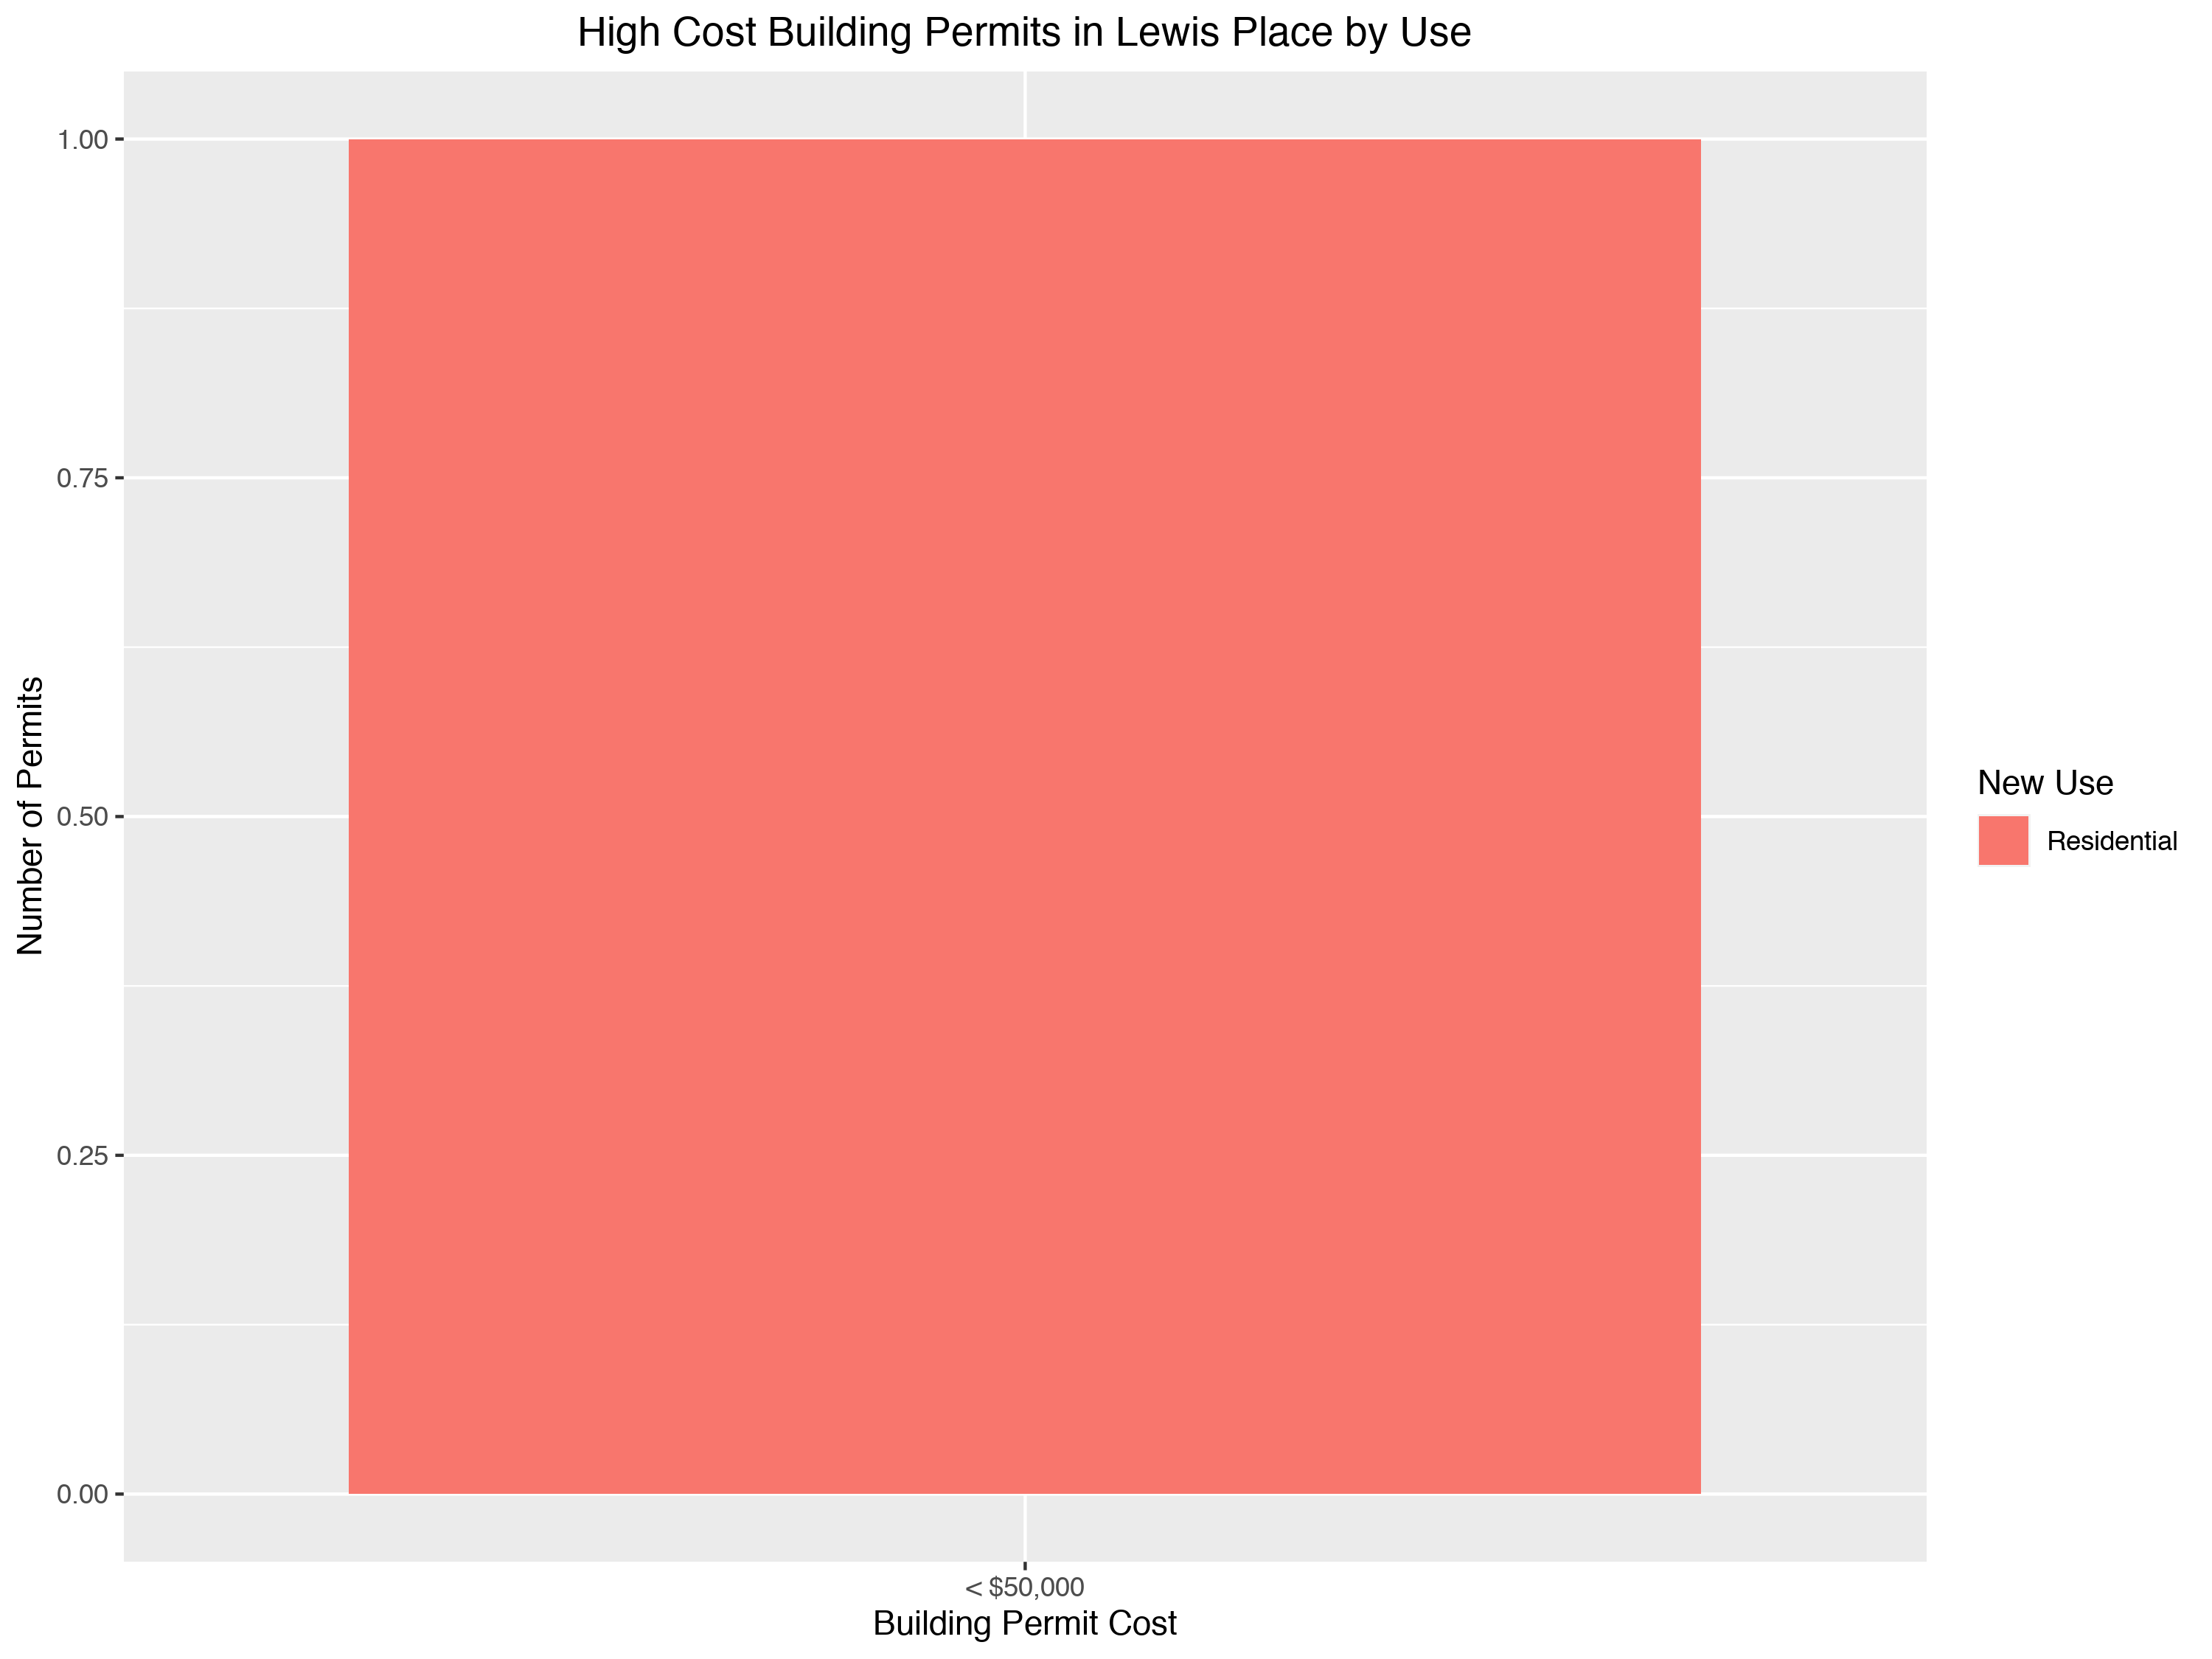 High Cost Building Permits in Lewis Place by Use
1.00
0.75
0.50
0.25
0.00
Number of Permits
< $50,000
Building Permit Cost
New Use
Residential